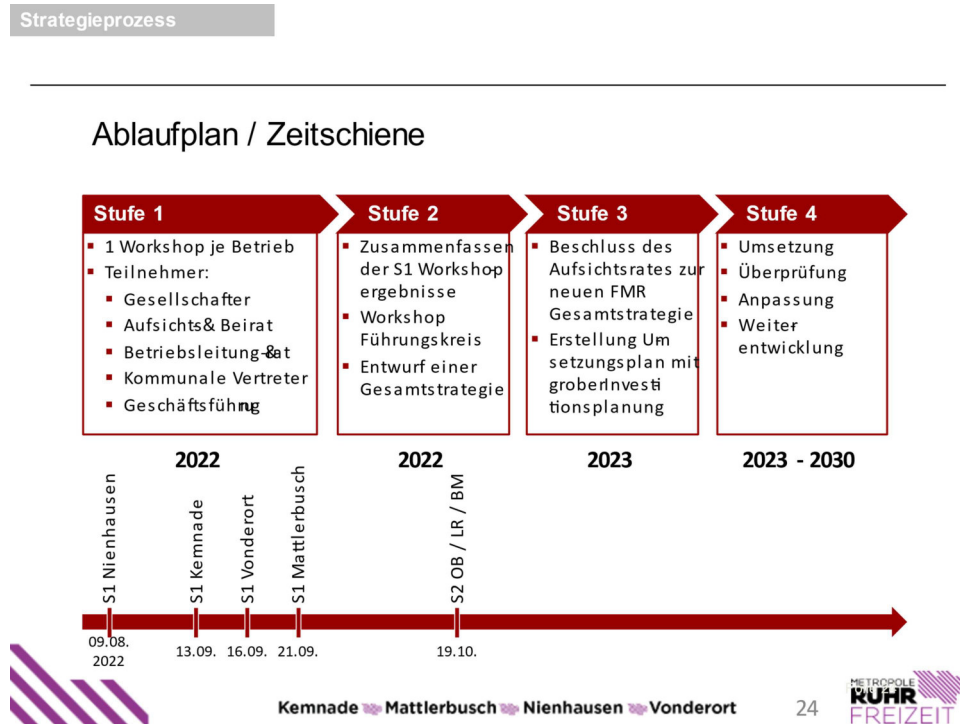 Strategieprozess
Ablaufplan / Zeitschiene
Stufe 1
1 Workshop je Betrieb
Teilnehmer:
Gesellschafter
Aufsichts- & Beirat
Betriebsleitung & -rat
Kommunale Vertreter
Geschäftsführung
2022
Stufe 2
Zusammenfassen
der S1 Workshop-
ergebnisse
Workshop
Führungskreis
Entwurf einer
Gesamtstrategie
2022
Stufe 3
Beschluss des
Aufsichtsrates zur
neuen FMR
Gesamtstrategie
Erstellung Um-
setzungsplan mit
grober Investi-
tionsplanung
2023
Stufe 4
Umsetzung
Überprüfung
Anpassung
Weiter-
entwicklung
2023 - 2030
S1 Nienhausen
S1 Kemnade
S1 Vonderort
S1 Mattlerbusch
S2 OB / LR / BM
09.08.
2022
13.09.
16.09.
21.09.
19.10.
Kemnade Mattlerbusch Nienhausen Vonderort
24
METROPOLE
RUHR
FREIZEIT